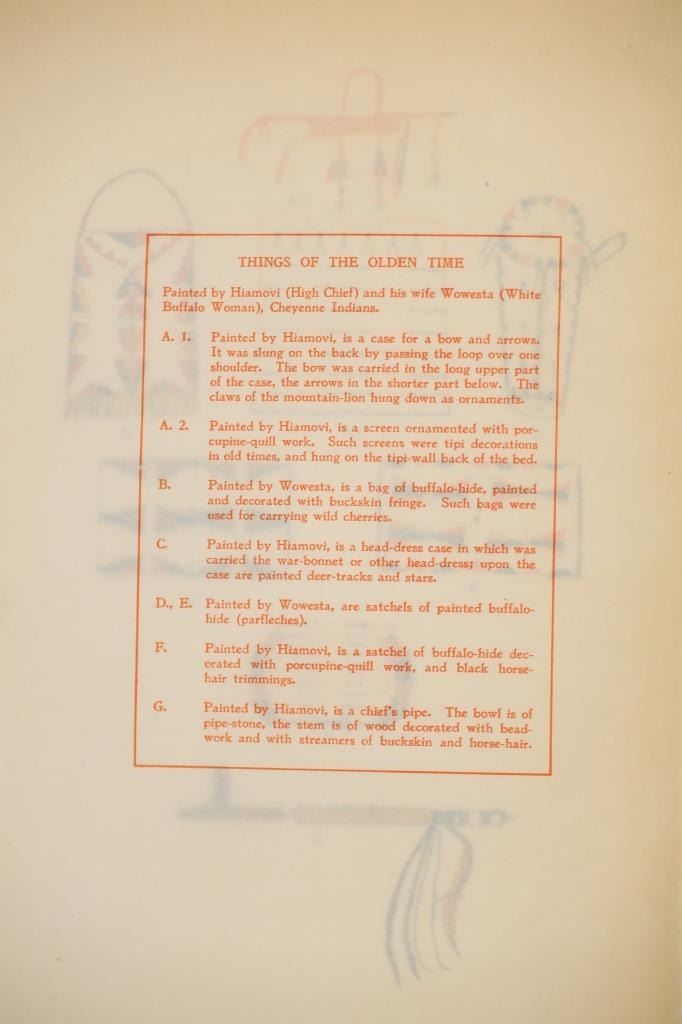 THINGS OF THE OLDEN TIME
Painted by Hiamovi (High Chief) and his wife Wowesta (White
Buffalo Woman), Cheyenne Indians.
A. 1. Painted by Hiamovi, is a case for a bow and arrows.
It was slung on the back by passing the loop over one
shoulder. The bow was carried in the long upper part
of the case, the arrows in the shorter part below. The
claws of the mountain-lion hung down as ornaments.
A. 2. Painted by Hiamovi, is a screen ornamented with por-
cupine-quill work. Such screens were tipi decorations
in old times, and hung on the tipi-wall back of the bed.
B. Painted by Wowesta, is a bag of buffalo-hide, painted
and decorated with buckskin fringe. Such bags were
used for carrying wild cherries.
C. Painted by Hiamovi, is a head-dress case in which was
carried the war-bonnet or other head-dress; upon the
case are painted deer-tracks and stars.
D., E. Painted by Wowesta, are satchels of painted buffalo-
hide (parfleches).
F. Painted by Hiamovi, is a satchel of buffalo-hide dec-
orated with porcupine-quill work, and black horse-
hair trimmings.
G. Painted by Hiamovi, is a chief's pipe. The bowl is of
pipe-stone, the stem is of wood decorated with bead-
work and with streamers of buckskin and horse-hair.